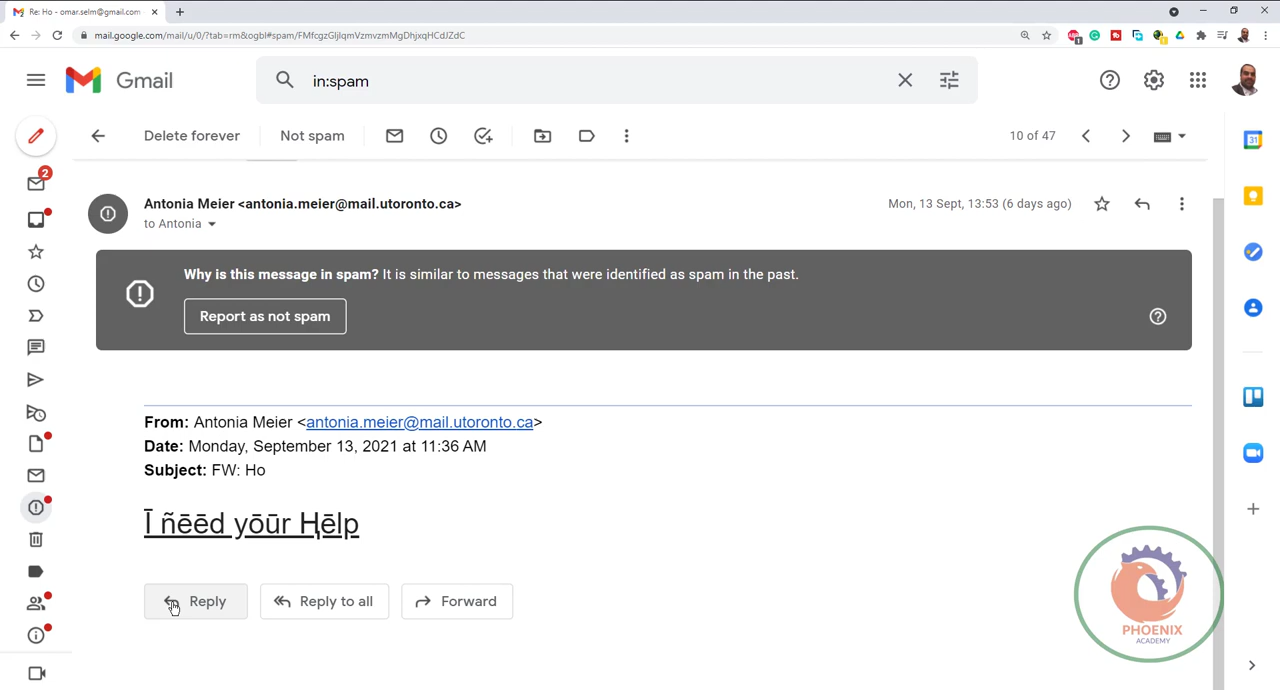 Re: Ho - omar.selm@gmail.com
mail.google.com/mail/u/0/?tab=rm&ogbl#spam/FMfcgzGljlqmVzmvzmMgDhjxqHCdJZdC
1
1
Gmail
in:spam
Delete forever
Not spam
10 of 47
2
31
Antonia Meier <antonia.meier@mail.utoronto.ca>
Mon, 13 Sept, 13:53 (6 days ago)
to Antonia
Why is this message in spam? It is similar to messages that were identified as spam in the past.
Report as not spam
From: Antonia Meier <antonia.meier@mail.utoronto.ca>
Date: Monday, September 13, 2021 at 11:36 AM
Subject: FW: Ho
Ī ñēēd yōūr Ҥēlp
Reply
Reply to all
Forward
PHOENIX
ACADEMY